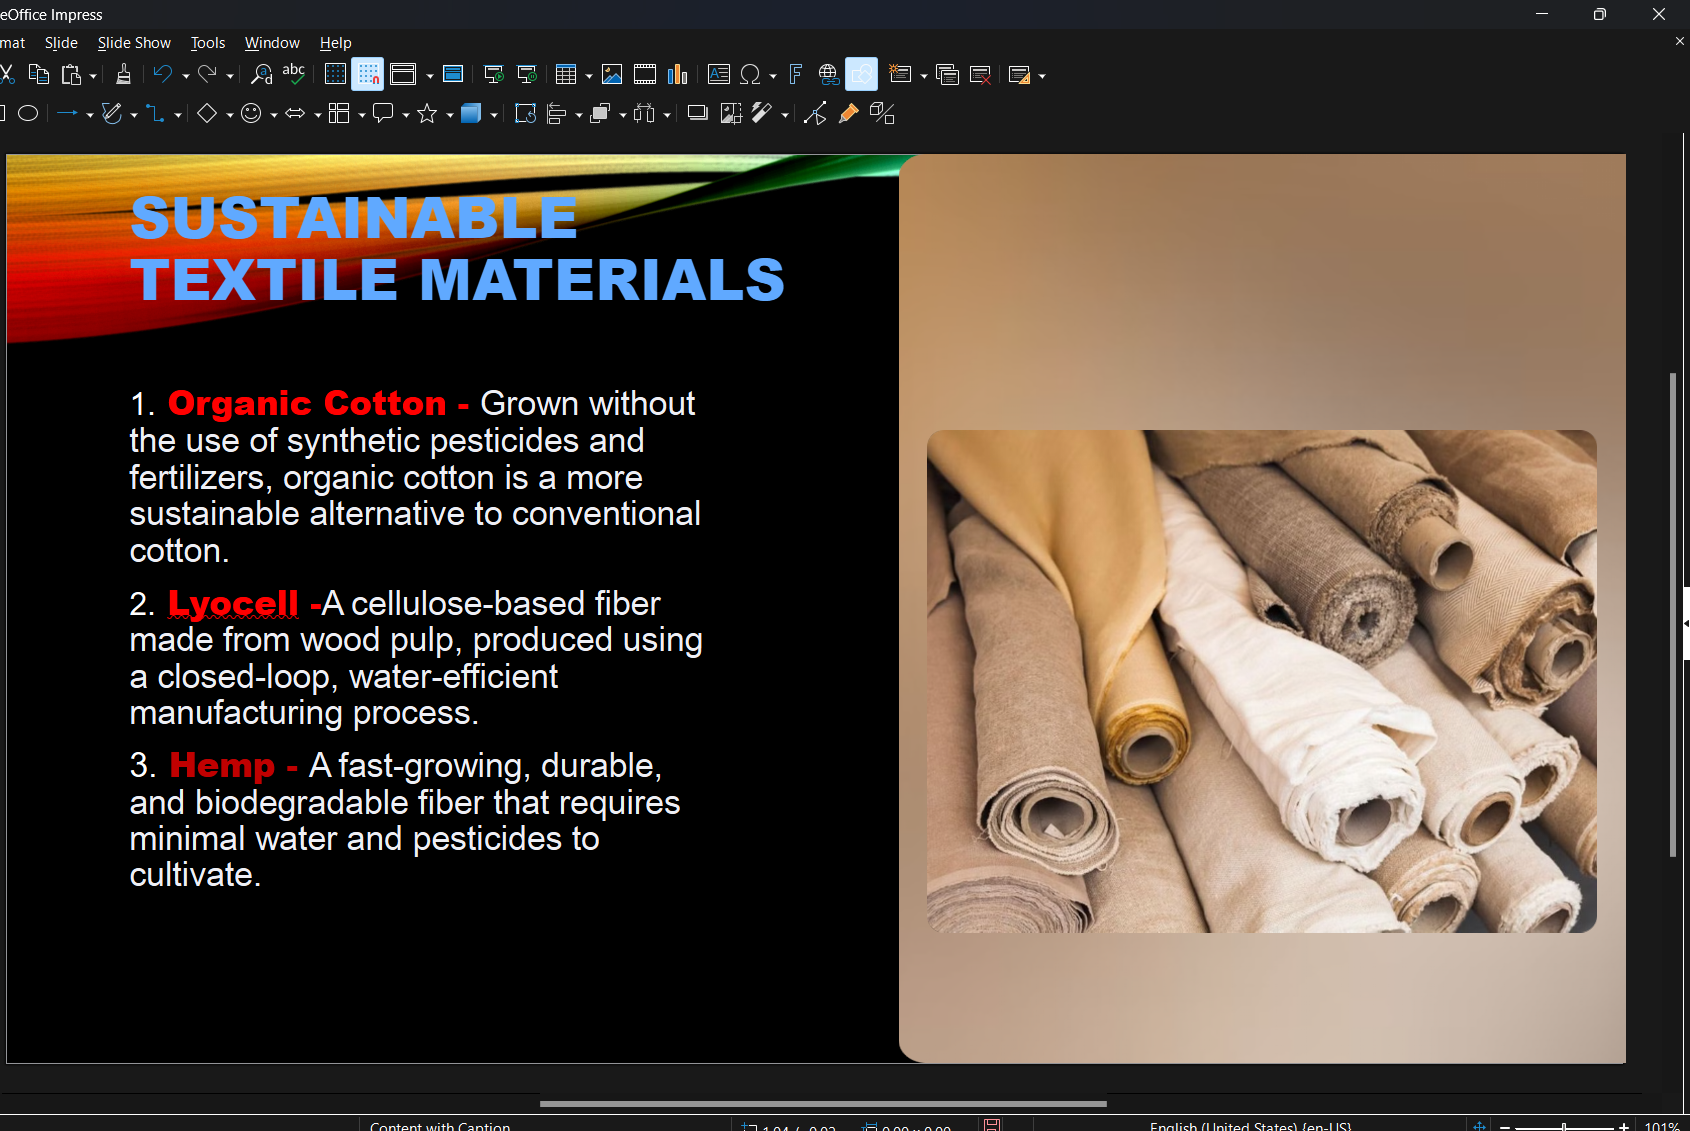 eOffice Impress
mat Slide Slide Show Tools Window Help
SUSTAINABLE
TEXTILE MATERIALS
1. Organic Cotton - Grown without
the use of synthetic pesticides and
fertilizers, organic cotton is a more
sustainable alternative to conventional
cotton.
2. Lyocell -A cellulose-based fiber
made from wood pulp, produced using
a closed-loop, water-efficient
manufacturing process.
3. Hemp - A fast-growing, durable,
and biodegradable fiber that requires
minimal water and pesticides to
cultivate.
Content with Caption English (United States) {en-US} 101%